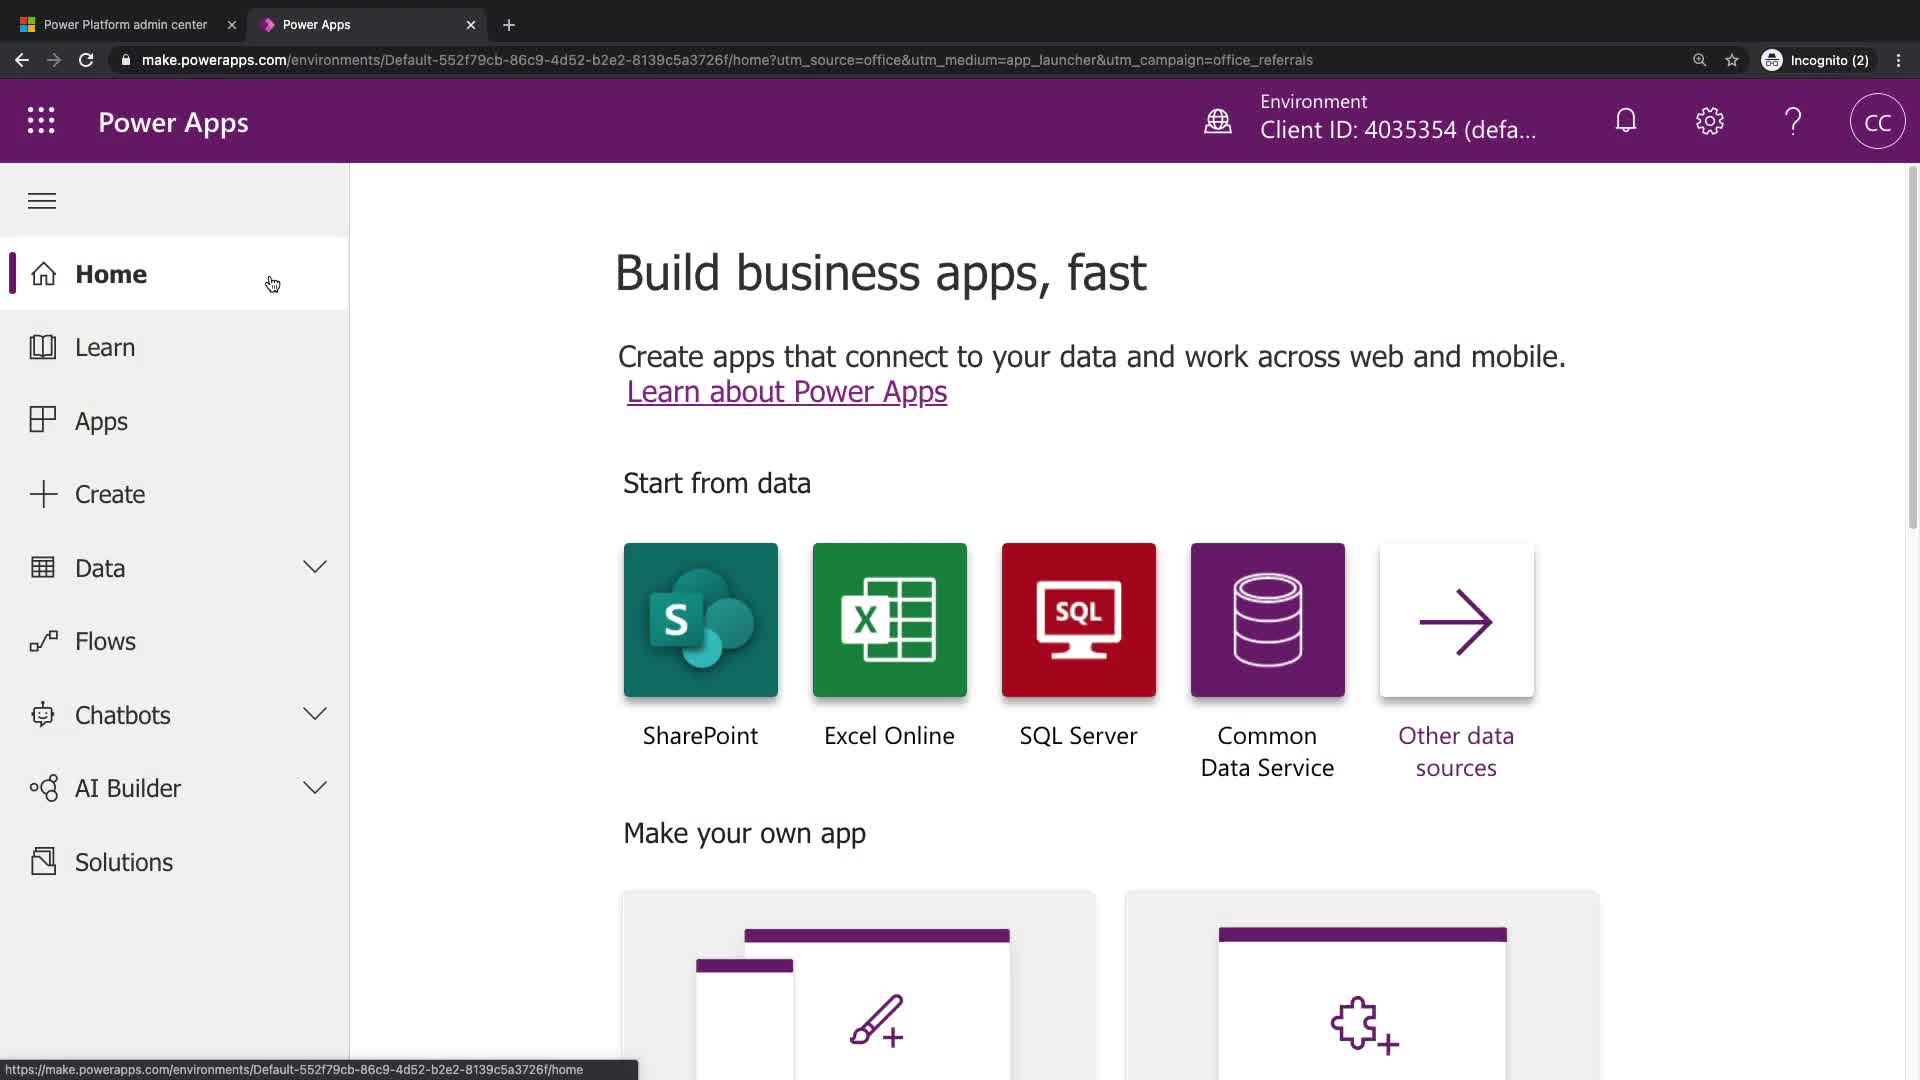 Power Platform admin center
Power Apps
make.powerapps.com/environments/Default-552f79cb-86c9-4d52-b2e2-8139c5a3726f/home?utm_source=office&utm_medium=app_launcher&utm_campaign=office_referrals
Incognito (2)
Power Apps
Environment
Client ID: 4035354 (defa...
CC
Home
Learn
Apps
Create
Data
Flows
Chatbots
AI Builder
Solutions
Build business apps, fast
Create apps that connect to your data and work across web and mobile.
Learn about Power Apps
Start from data
S
X
SQL
SharePoint
Excel Online
SQL Server
Common
Data Service
Other data
sources
Make your own app
https://make.powerapps.com/environments/Default-552f79cb-86c9-4d52-b2e2-8139c5a3726f/home